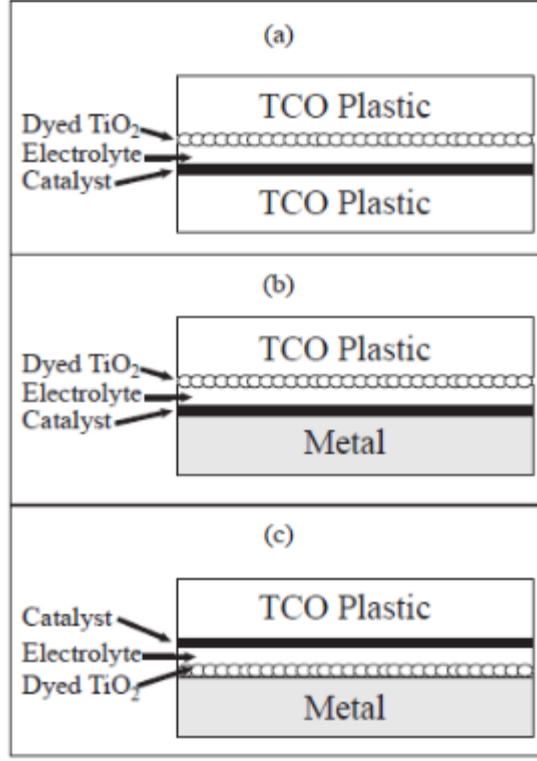 (a)
TCO Plastic
Dyed TiO₂
Electrolyte
Catalyst
TCO Plastic
(b)
TCO Plastic
Dyed TiO₂
Electrolyte
Catalyst
Metal
(c)
TCO Plastic
Catalyst
Electrolyte
Dyed TiO₂
Metal